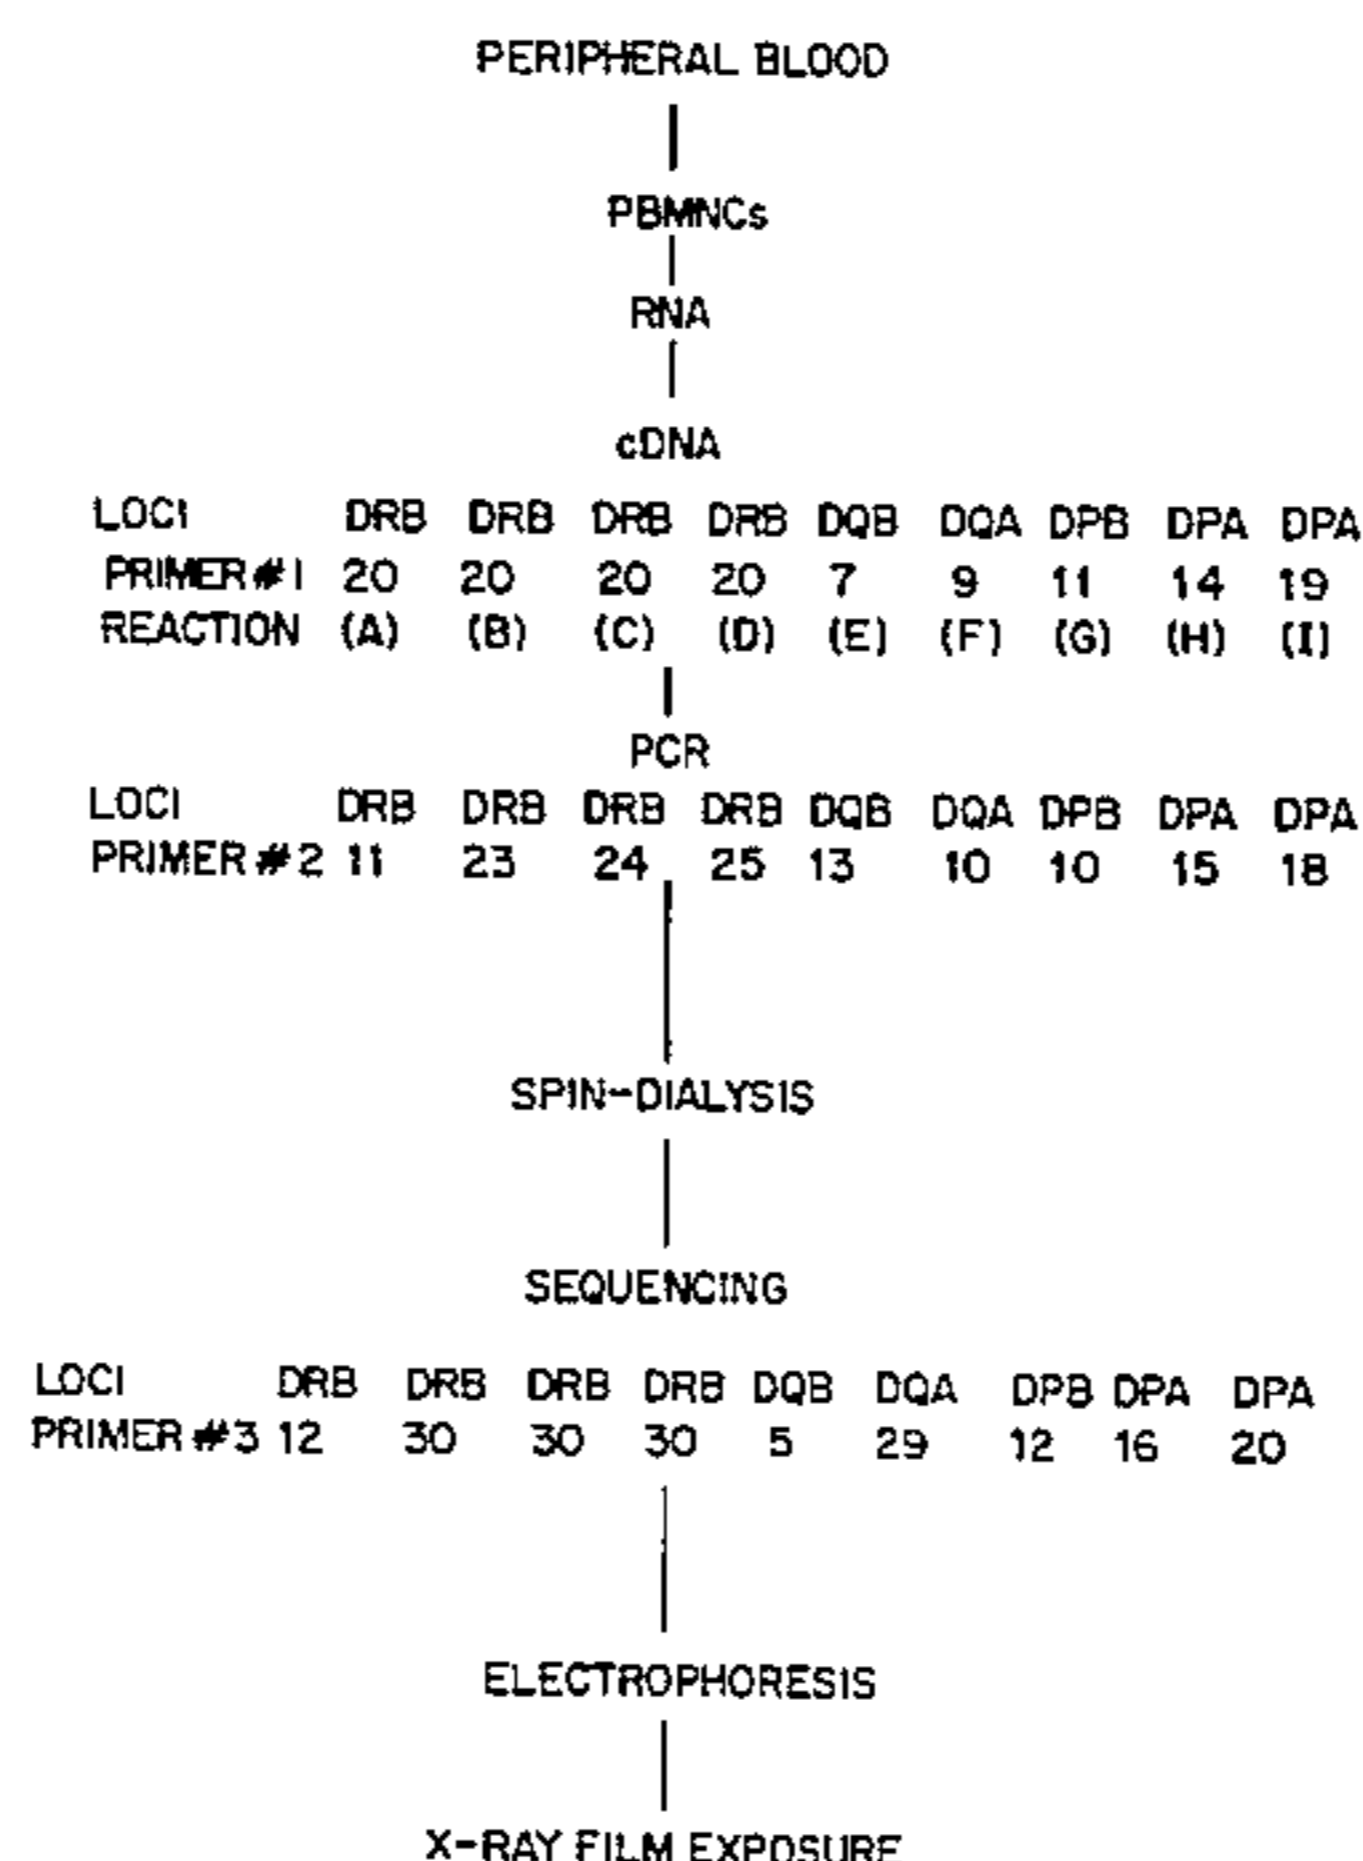 PERIPHERAL BLOOD
PBMNCs
RNA
cDNA
LOCI DRB DRB DRB DRB DQB DQA DPB DPA DPA
PRIMER #1 20 20 20 20 7 9 11 14 19
REACTION (A) (B) (C) (D) (E) (F) (G) (H) (I)
PCR
LOCI DRB DRB DRB DRB DQB DQA DPB DPA DPA
PRIMER #2 11 23 24 25 13 10 10 15 18
SPIN-DIALYSIS
SEQUENCING
LOCI DRB DRB DRB DRB DQB DQA DPB DPA DPA
PRIMER #3 12 30 30 30 5 29 12 16 20
ELECTROPHORESIS
X-RAY FILM EXPOSURE